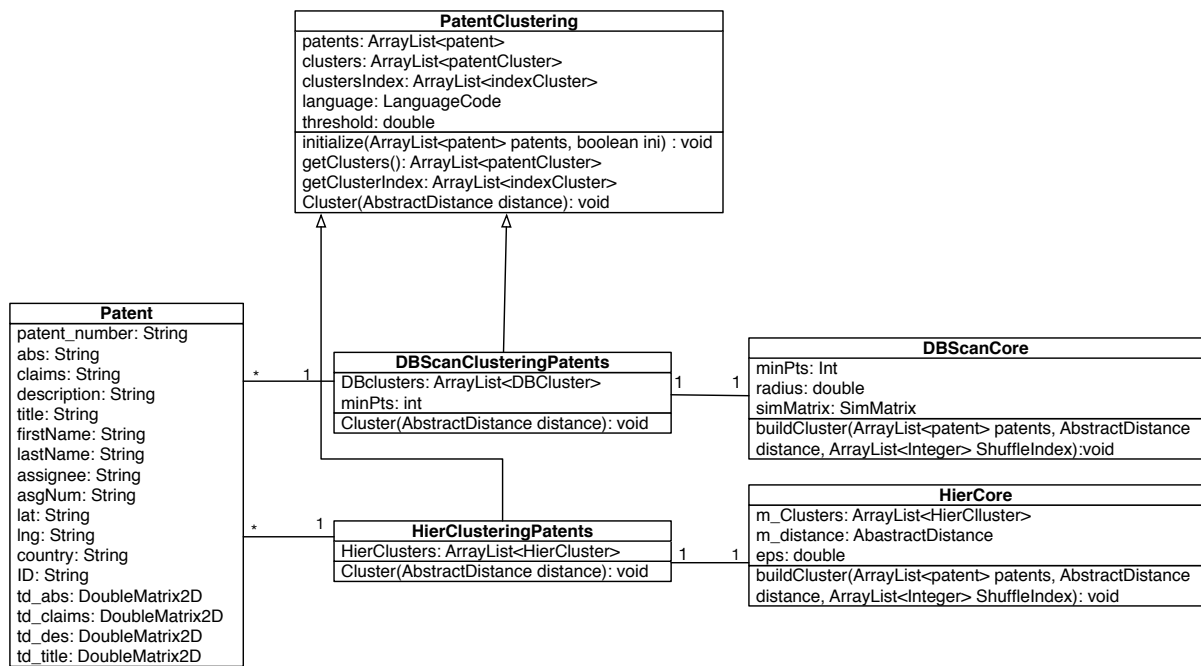 PatentClustering
patents: ArrayList<patent>
clusters: ArrayList<patentCluster>
clustersIndex: ArrayList<indexCluster>
language: LanguageCode
threshold: double
initialize(ArrayList<patent> patents, boolean ini) : void
getClusters(): ArrayList<patentCluster>
getClusterIndex: ArrayList<indexCluster>
Cluster(AbstractDistance distance): void
Patent
patent_number: String
abs: String
claims: String
description: String
title: String
firstName: String
lastName: String
assignee: String
asgNum: String
lat: String
lng: String
country: String
ID: String
td_abs: DoubleMatrix2D
td_claims: DoubleMatrix2D
td_des: DoubleMatrix2D
td_title: DoubleMatrix2D
* 1
DBScanClusteringPatents
DBclusters: ArrayList<DBCluster>
minPts: int
Cluster(AbstractDistance distance): void
1 1
DBScanCore
minPts: Int
radius: double
simMatrix: SimMatrix
buildCluster(ArrayList<patent> patents, AbstractDistance
distance, ArrayList<Integer> ShuffleIndex):void
* 1
HierClusteringPatents
HierClusters: ArrayList<HierCluster>
Cluster(AbstractDistance distance): void
1 1
HierCore
m_Clusters: ArrayList<HierClluster>
m_distance: AbastractDistance
eps: double
buildCluster(ArrayList<patent> patents, AbstractDistance
distance, ArrayList<Integer> ShuffleIndex): void